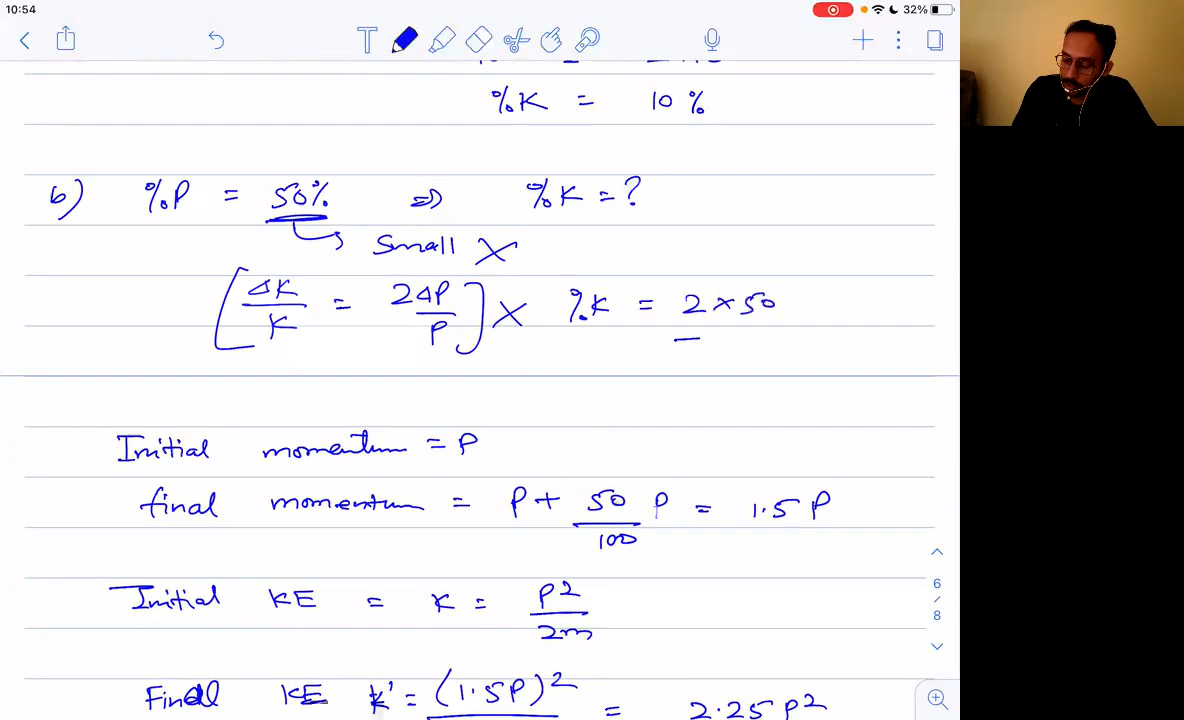 10:54 32%
T
%K = 10 %
b) %P = 50% ⇒ %K = ?
Small X
[ΔK/K = 2ΔP/P] X %K = 2 × 50
Initial momentum = P
final momentum = P + 50/100 P = 1.5 P
Initial KE = K = P²/2m
6
/
8
Final KE K' = (1.5P)² = 2.25 P²